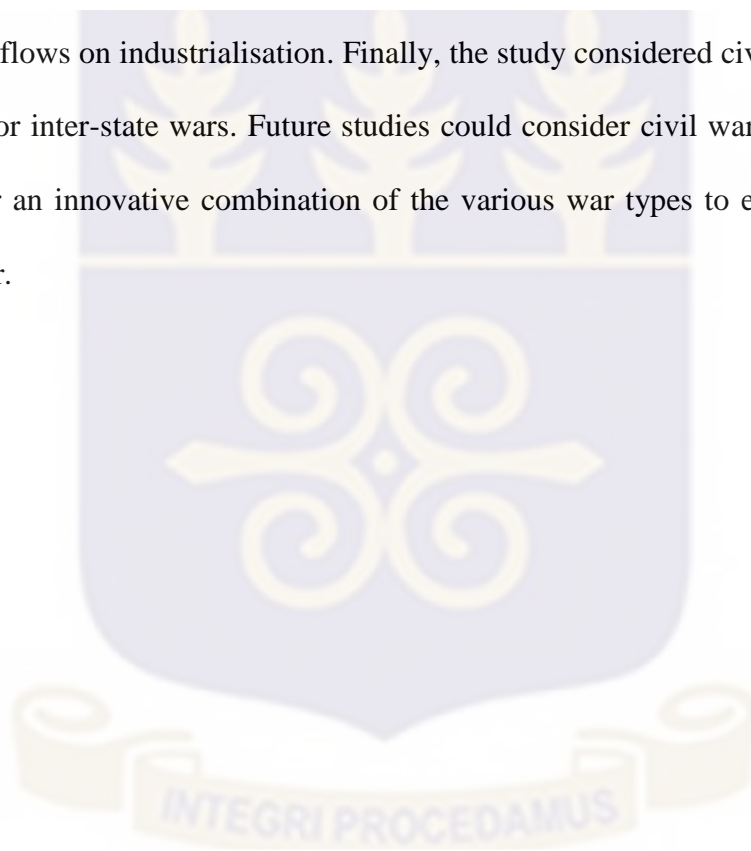 flows on industrialisation. Finally, the study considered civ
or inter-state wars. Future studies could consider civil war
an innovative combination of the various war types to e
r.
INTEGRI PROCEDAMUS